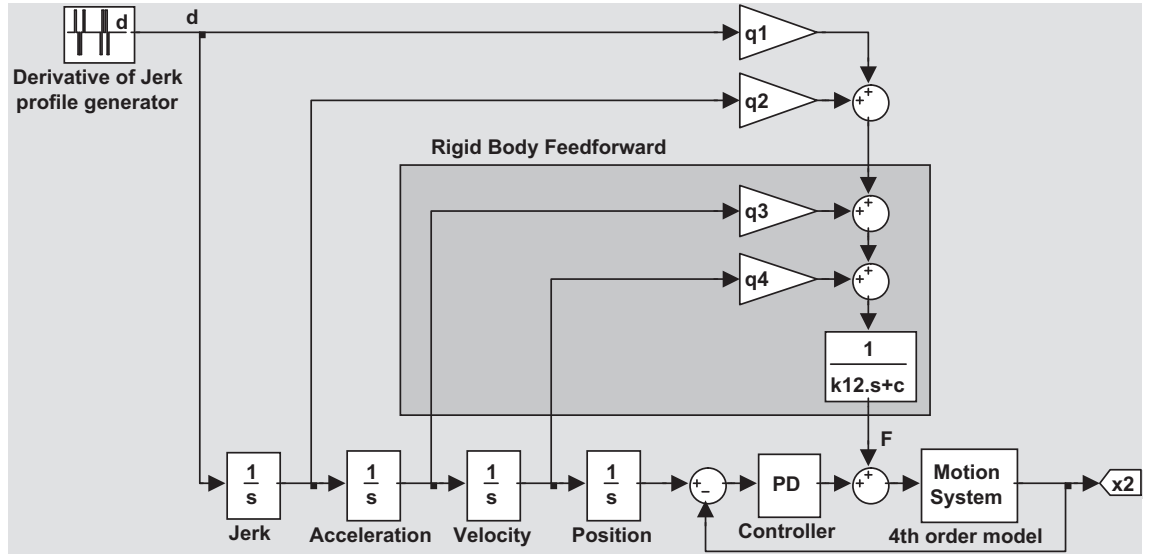 d
d
Derivative of Jerk
profile generator
q1
+
+
q2
Rigid Body Feedforward
+
+
q3
+
+
q4
1
k12.s+c
F
1
s
1
s
1
s
1
s
+
−
PD
+
+
Motion
System
x2
Jerk
Acceleration
Velocity
Position
Controller
4th order model